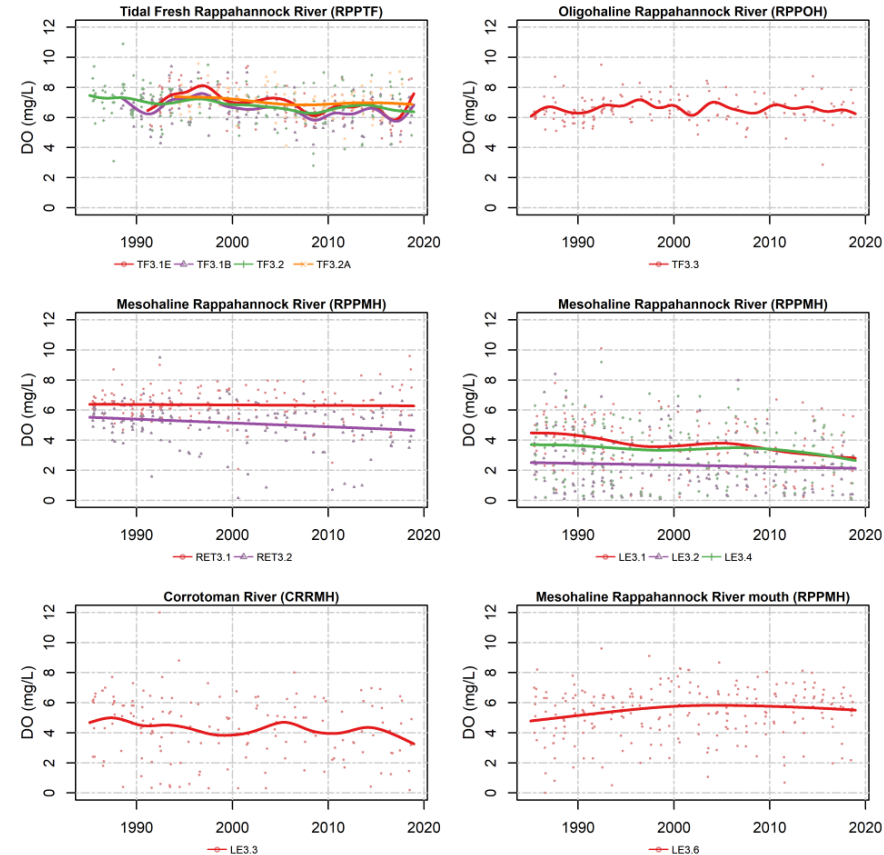 Tidal Fresh Rappahannock River (RPPTF)
DO (mg/L)
12
10
8
6
4
2
0
1990 2000 2010 2020
TF3.1E TF3.1B TF3.2 TF3.2A
Oligohaline Rappahannock River (RPPOH)
DO (mg/L)
12
10
8
6
4
2
0
1990 2000 2010 2020
TF3.3
Mesohaline Rappahannock River (RPPMH)
DO (mg/L)
12
10
8
6
4
2
0
1990 2000 2010 2020
RET3.1 RET3.2
Mesohaline Rappahannock River (RPPMH)
DO (mg/L)
12
10
8
6
4
2
0
1990 2000 2010 2020
LE3.1 LE3.2 LE3.4
Corrotoman River (CRRMH)
DO (mg/L)
12
10
8
6
4
2
0
1990 2000 2010 2020
LE3.3
Mesohaline Rappahannock River mouth (RPPMH)
DO (mg/L)
12
10
8
6
4
2
0
1990 2000 2010 2020
LE3.6